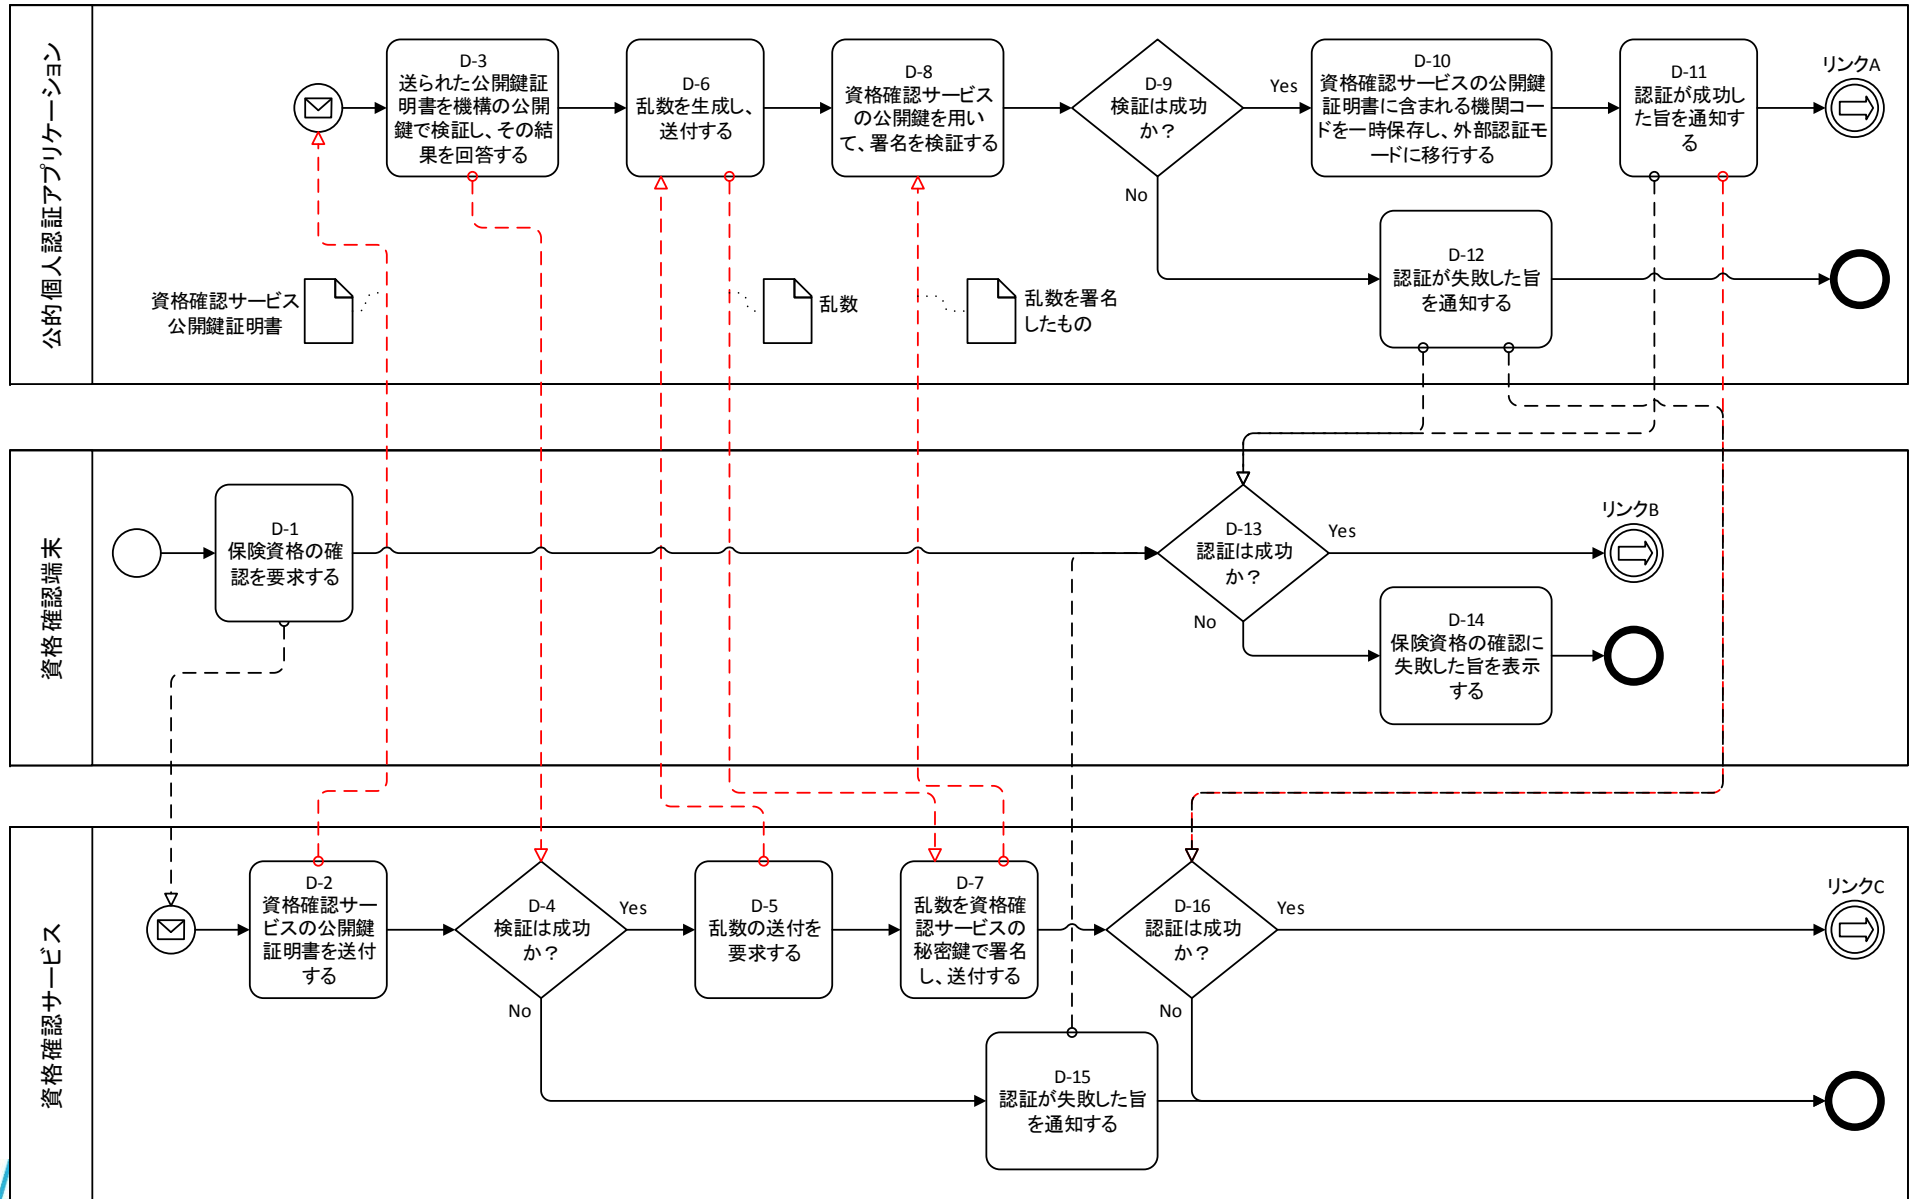 公的個人認証アプリケーション
D-3
送られた公開鍵証
明書を機構の公開
鍵で検証し、その結
果を回答する
D-6
乱数を生成し、
送付する
D-8
資格確認サービス
の公開鍵を用い
て、署名を検証する
D-9
検証は成功
か？
Yes
No
D-10
資格確認サービスの公開鍵
証明書に含まれる機関コー
ドを一時保存し、外部認証モ
ードに移行する
D-11
認証が成功し
た旨を通知す
る
リンクA
D-12
認証が失敗した旨
を通知する
資格確認サービス
公開鍵証明書
乱数
乱数を署名
したもの
資格確認端末
D-1
保険資格の確
認を要求する
D-13
認証は成功
か？
Yes
No
リンクB
D-14
保険資格の確認に
失敗した旨を表示
する
資格確認サービス
D-2
資格確認サー
ビスの公開鍵
証明書を送付
する
D-4
検証は成功
か？
Yes
No
D-5
乱数の送付を
要求する
D-7
乱数を資格確
認サービスの
秘密鍵で署名
し、送付する
D-16
認証は成功
か？
Yes
No
リンクC
D-15
認証が失敗した旨
を通知する